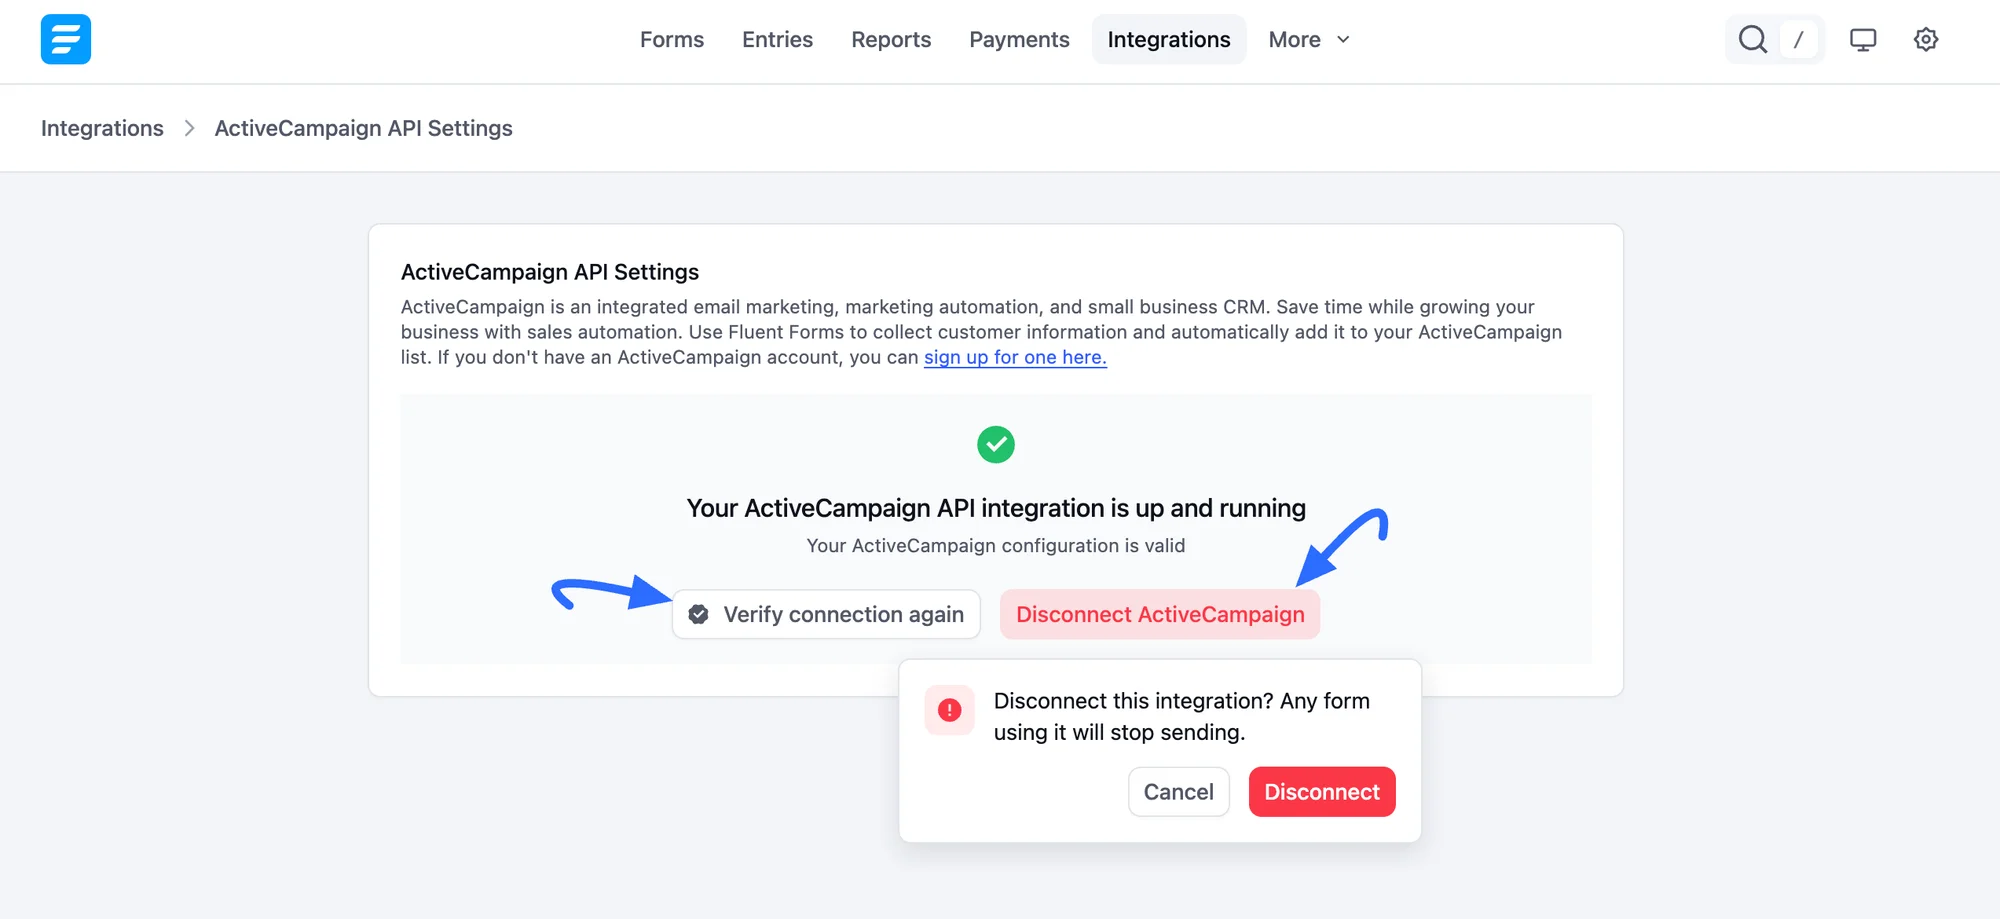 Forms Entries Reports Payments Integrations More /
Integrations > ActiveCampaign API Settings
ActiveCampaign API Settings
ActiveCampaign is an integrated email marketing, marketing automation, and small business CRM. Save time while growing your
business with sales automation. Use Fluent Forms to collect customer information and automatically add it to your ActiveCampaign
list. If you don't have an ActiveCampaign account, you can sign up for one here.
Your ActiveCampaign API integration is up and running
Your ActiveCampaign configuration is valid
Verify connection again Disconnect ActiveCampaign
Disconnect this integration? Any form
using it will stop sending.
Cancel Disconnect